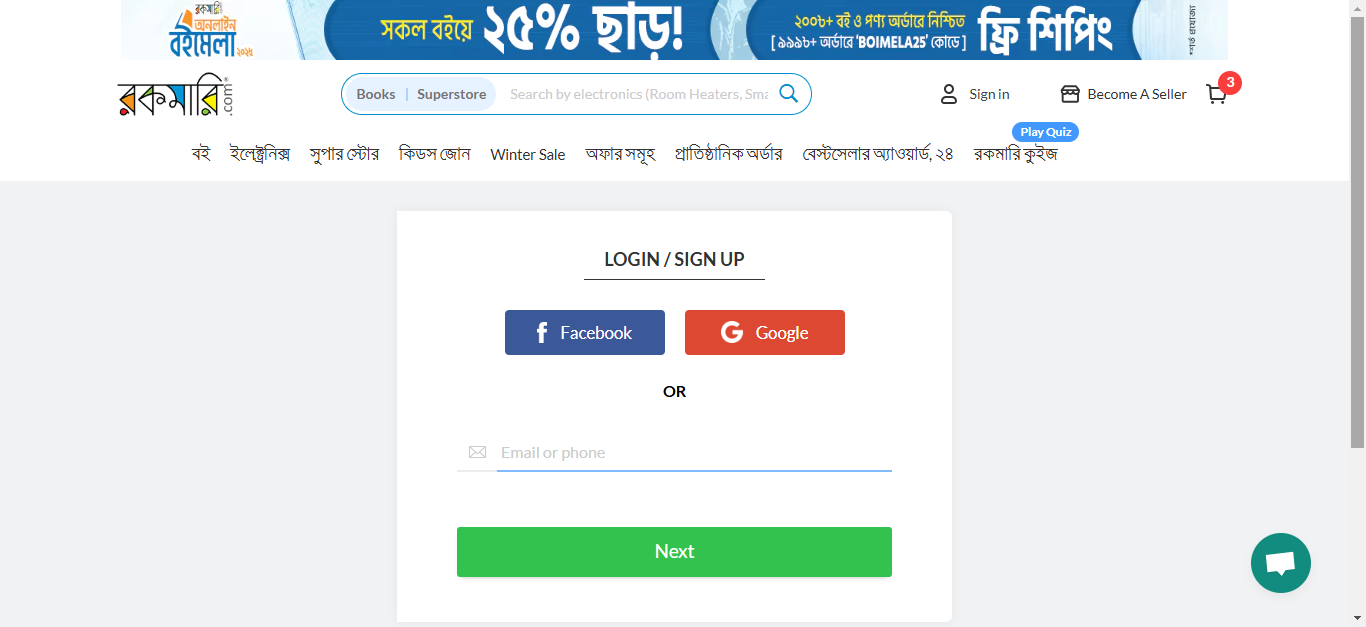 রকমারি
অনলাইন
বইমেলা ২০২৫
সকল বইয়ে ২৫% ছাড়!
২০০৮+ বই ও পণ্য অর্ডারে নিশ্চিত
[ ১৯৯৮+ অর্ডারে 'BOIMELA25' কোডে ]
ফ্রি শিপিং
*শর্ত প্রযোজ্য
রকমারি.com
Books | Superstore
Search by electronics (Room Heaters, Sma
Sign in
Become A Seller
3
Play Quiz
বই ইলেক্ট্রনিক্স সুপার স্টোর কিডস জোন Winter Sale অফার সমূহ প্রাতিষ্ঠানিক অর্ডার বেস্টসেলার অ্যাওয়ার্ড, ২৪ রকমারি কুইজ
LOGIN / SIGN UP
Facebook
Google
OR
Email or phone
Next